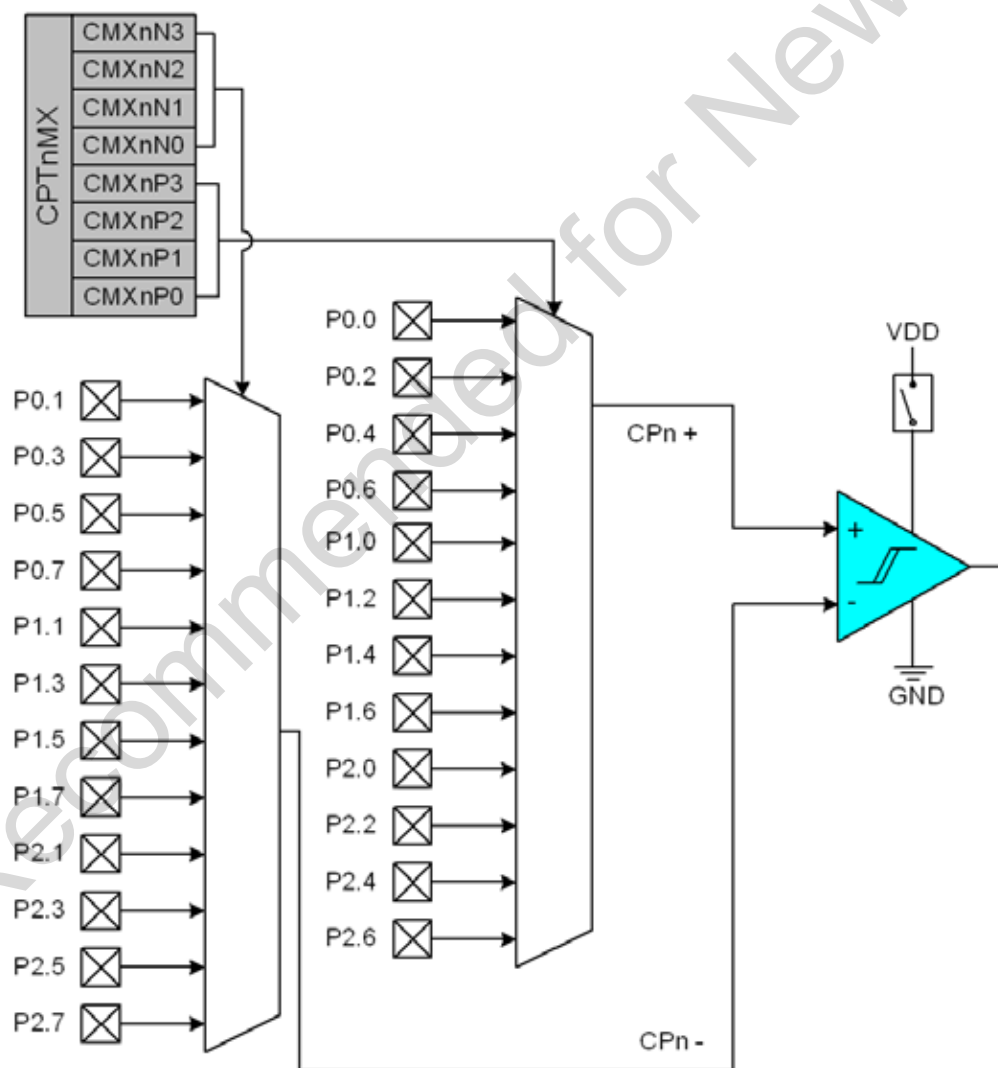 CPTnMX
CMXnN3
CMXnN2
CMXnN1
CMXnN0
CMXnP3
CMXnP2
CMXnP1
CMXnP0
P0.1
P0.3
P0.5
P0.7
P1.1
P1.3
P1.5
P1.7
P2.1
P2.3
P2.5
P2.7
P0.0
P0.2
P0.4
P0.6
P1.0
P1.2
P1.4
P1.6
P2.0
P2.2
P2.4
P2.6
CPn +
CPn -
VDD
+
-
GND
Recommended for New